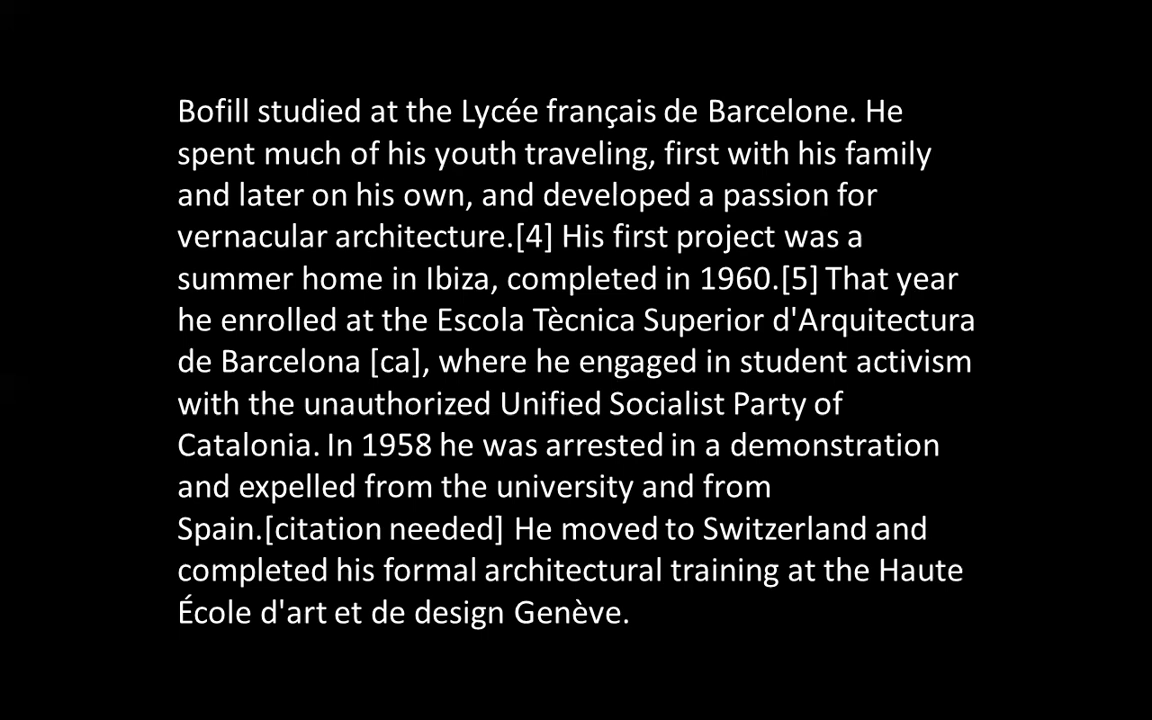 Bofill studied at the Lycée français de Barcelone. He
spent much of his youth traveling, first with his family
and later on his own, and developed a passion for
vernacular architecture.[4] His first project was a
summer home in Ibiza, completed in 1960.[5] That year
he enrolled at the Escola Tècnica Superior d'Arquitectura
de Barcelona [ca], where he engaged in student activism
with the unauthorized Unified Socialist Party of
Catalonia. In 1958 he was arrested in a demonstration
and expelled from the university and from
Spain.[citation needed] He moved to Switzerland and
completed his formal architectural training at the Haute
École d'art et de design Genève.